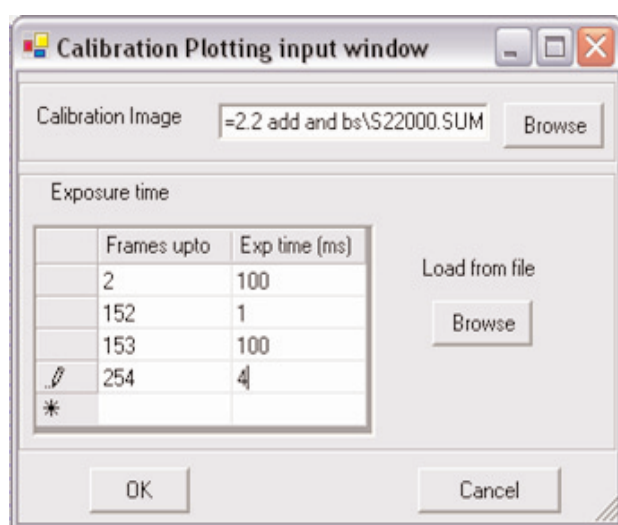 Calibration Plotting input window
Calibration Image =2.2 add and bs\S22000.SUM Browse
Exposure time
Frames upto Exp time (ms)
2 100
152 1
153 100
254 4
*
Load from file
Browse
OK Cancel